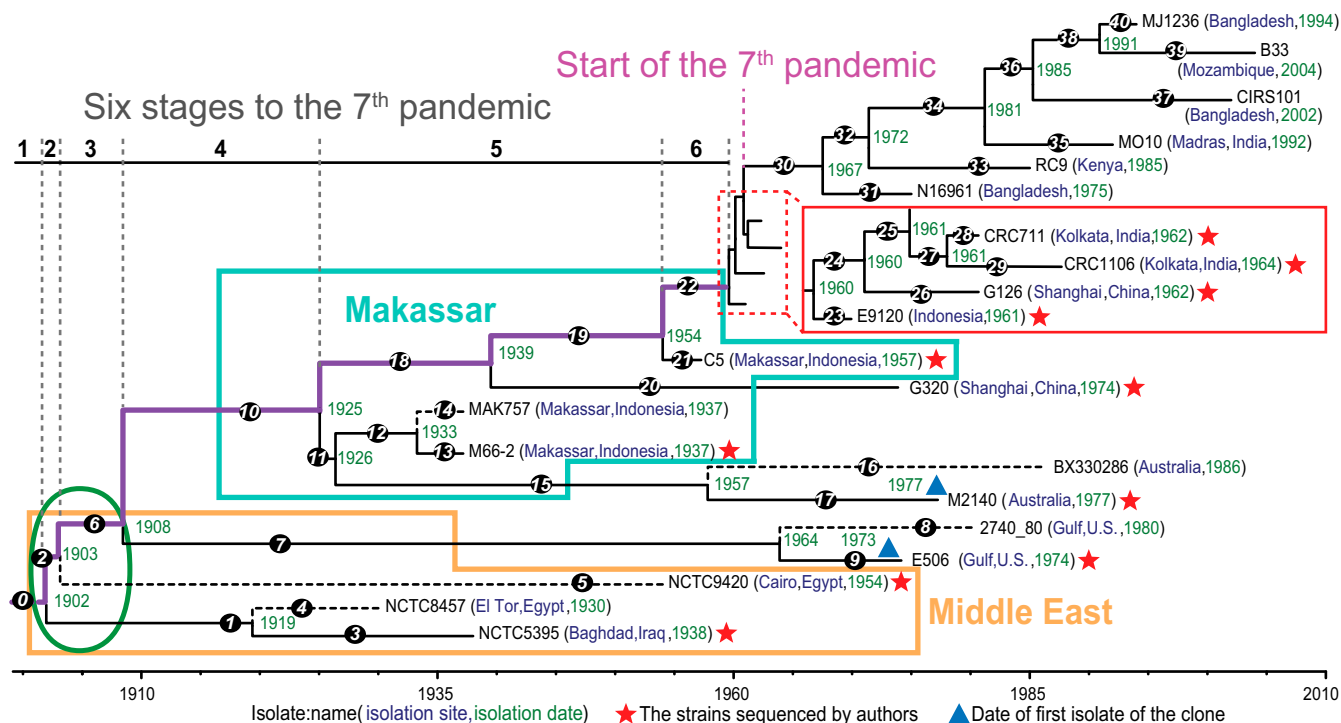 40 MJ1236 (Bangladesh,1994)
38
1991 39 B33
Start of the 7th pandemic
36 1985 (Mozambique, 2004)
Six stages to the 7th pandemic
37 CIRS101
34 1981 (Bangladesh, 2002)
1 2 3 4 5 6
32 1972 35 MO10 (Madras, India,1992)
30 1967 33 RC9 (Kenya,1985)
31 N16961 (Bangladesh,1975)
25 1961 28 CRC711 (Kolkata, India,1962)
24 1960 27 1961 29 CRC1106 (Kolkata,India,1964)
22 1960 26 G126 (Shanghai,China,1962)
Makassar 23 E9120 (Indonesia,1961)
19 1954
18 1939 21 C5 (Makassar,Indonesia,1957)
20 G320 (Shanghai,China,1974)
10 1925 14 MAK757 (Makassar,Indonesia,1937)
12 1933
11 1926 13 M66-2 (Makassar,Indonesia,1937)
16 BX330286 (Australia,1986)
15 1957 1977
17 M2140 (Australia,1977)
6 1908 8 2740_80 (Gulf,U.S.,1980)
7 1964 1973
2 1903 9 E506 (Gulf,U.S.,1974)
5 NCTC9420 (Cairo,Egypt,1954)
0 1902 4 NCTC8457 (El Tor,Egypt,1930)
Middle East
1 1919 3 NCTC5395 (Baghdad,Iraq,1938)
1910 1935 1960 1985 2010
Isolate:name(isolation site,isolation date) The strains sequenced by authors Date of first isolate of the clone